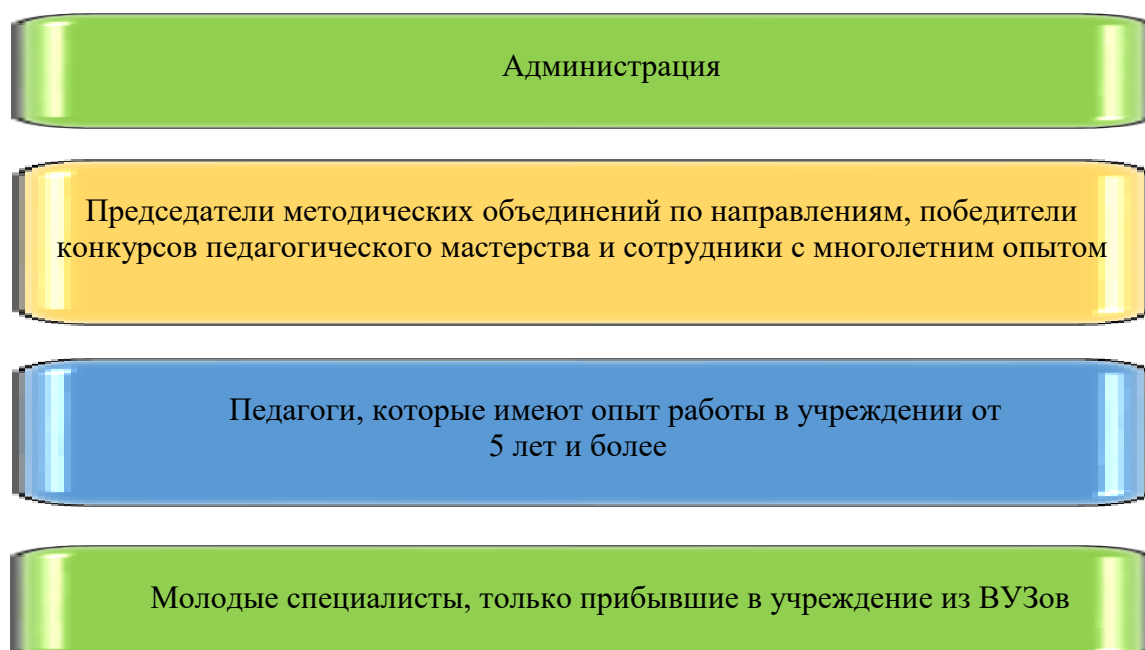 Администрация
Председатели методических объединений по направлениям, победители
конкурсов педагогического мастерства и сотрудники с многолетним опытом
Педагоги, которые имеют опыт работы в учреждении от
5 лет и более
Молодые специалисты, только прибывшие в учреждение из ВУЗов